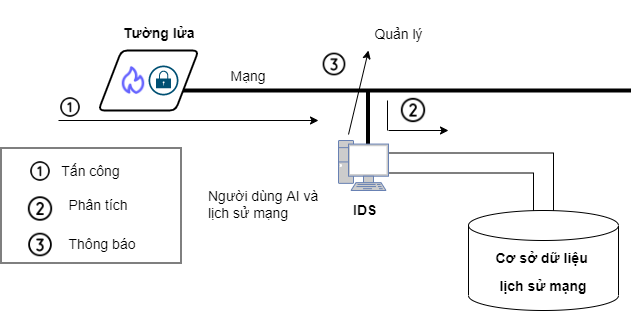 Tường lửa
Quản lý
Mạng
3
1
2
1 Tấn công
2 Phân tích
3 Thông báo
Người dùng AI và
lịch sử mạng
IDS
Cơ sở dữ liệu
lịch sử mạng